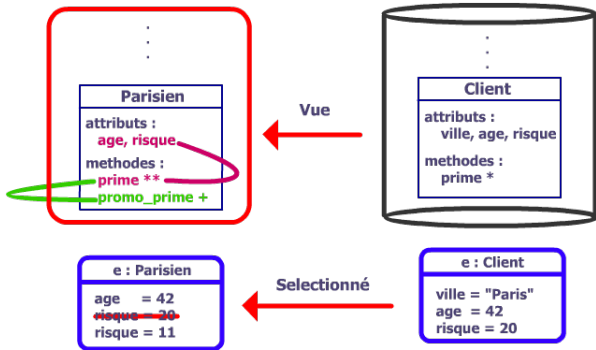 Parisien
attributs :
age, risque
methodes :
prime **
promo_prime +
Vue
Client
attributs :
ville, age, risque
methodes :
prime *
e : Parisien
age = 42
risque = 20
risque = 11
Selectionné
e : Client
ville = "Paris"
age = 42
risque = 20